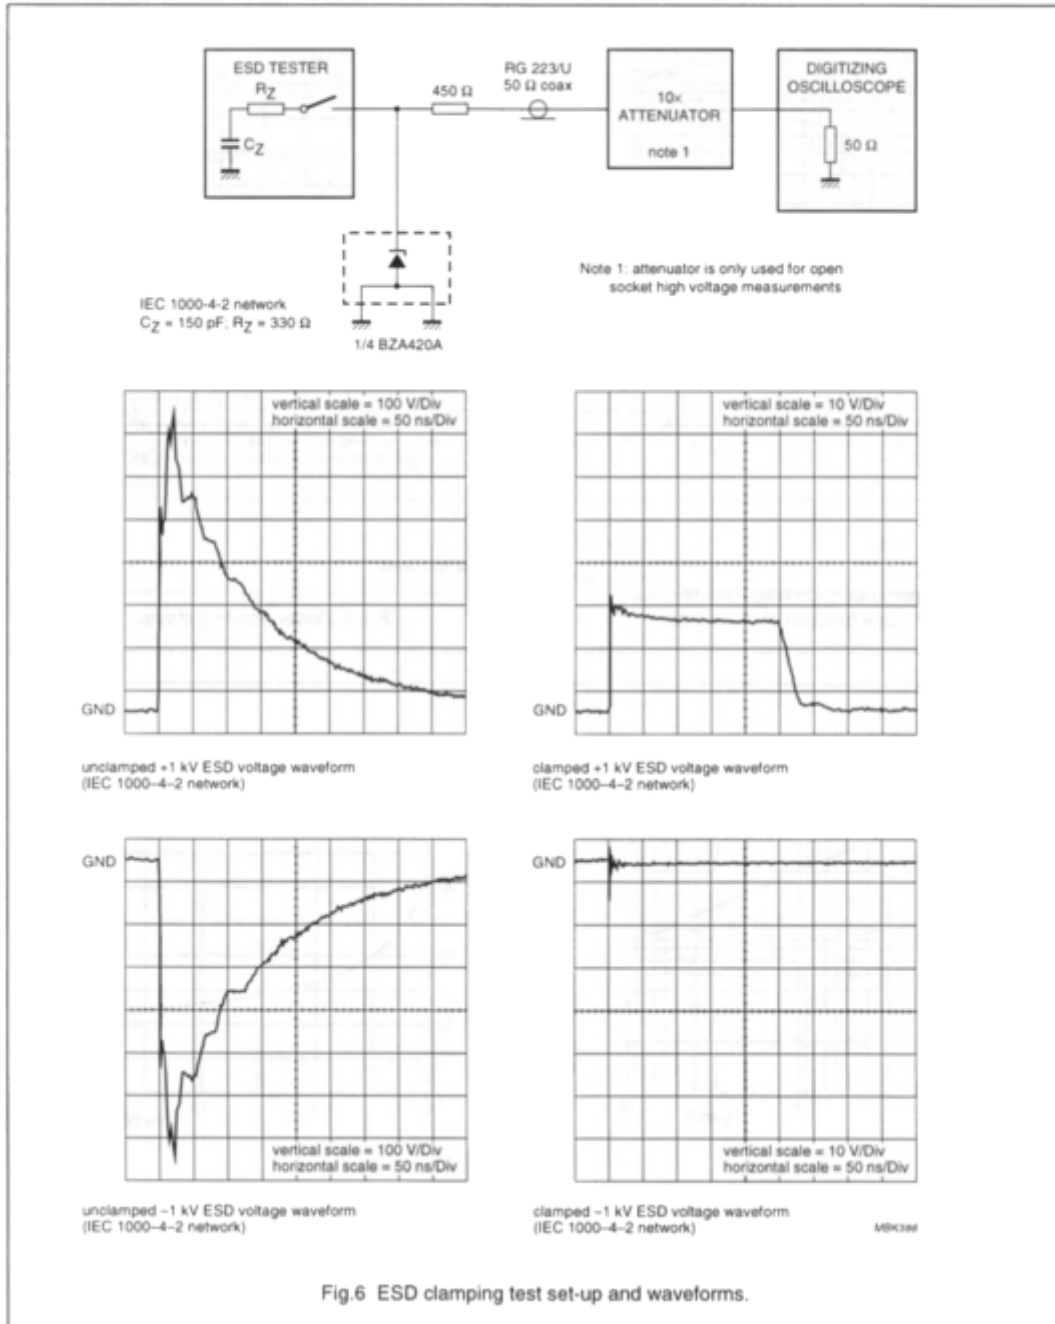 ESD TESTER
RZ
CZ
450 Ω
RG 223/U
50 Ω coax
10×
ATTENUATOR
note 1
DIGITIZING
OSCILLOSCOPE
50 Ω
Note 1: attenuator is only used for open
socket high voltage measurements
IEC 1000-4-2 network
CZ = 150 pF; RZ = 330 Ω
1/4 BZA420A
vertical scale = 100 V/Div
horizontal scale = 50 ns/Div
GND
unclamped +1 kV ESD voltage waveform
(IEC 1000–4–2 network)
vertical scale = 10 V/Div
horizontal scale = 50 ns/Div
GND
clamped +1 kV ESD voltage waveform
(IEC 1000–4–2 network)
GND
vertical scale = 100 V/Div
horizontal scale = 50 ns/Div
unclamped –1 kV ESD voltage waveform
(IEC 1000–4–2 network)
GND
vertical scale = 10 V/Div
horizontal scale = 50 ns/Div
clamped –1 kV ESD voltage waveform
(IEC 1000–4–2 network)
MBK386
Fig.6 ESD clamping test set-up and waveforms.